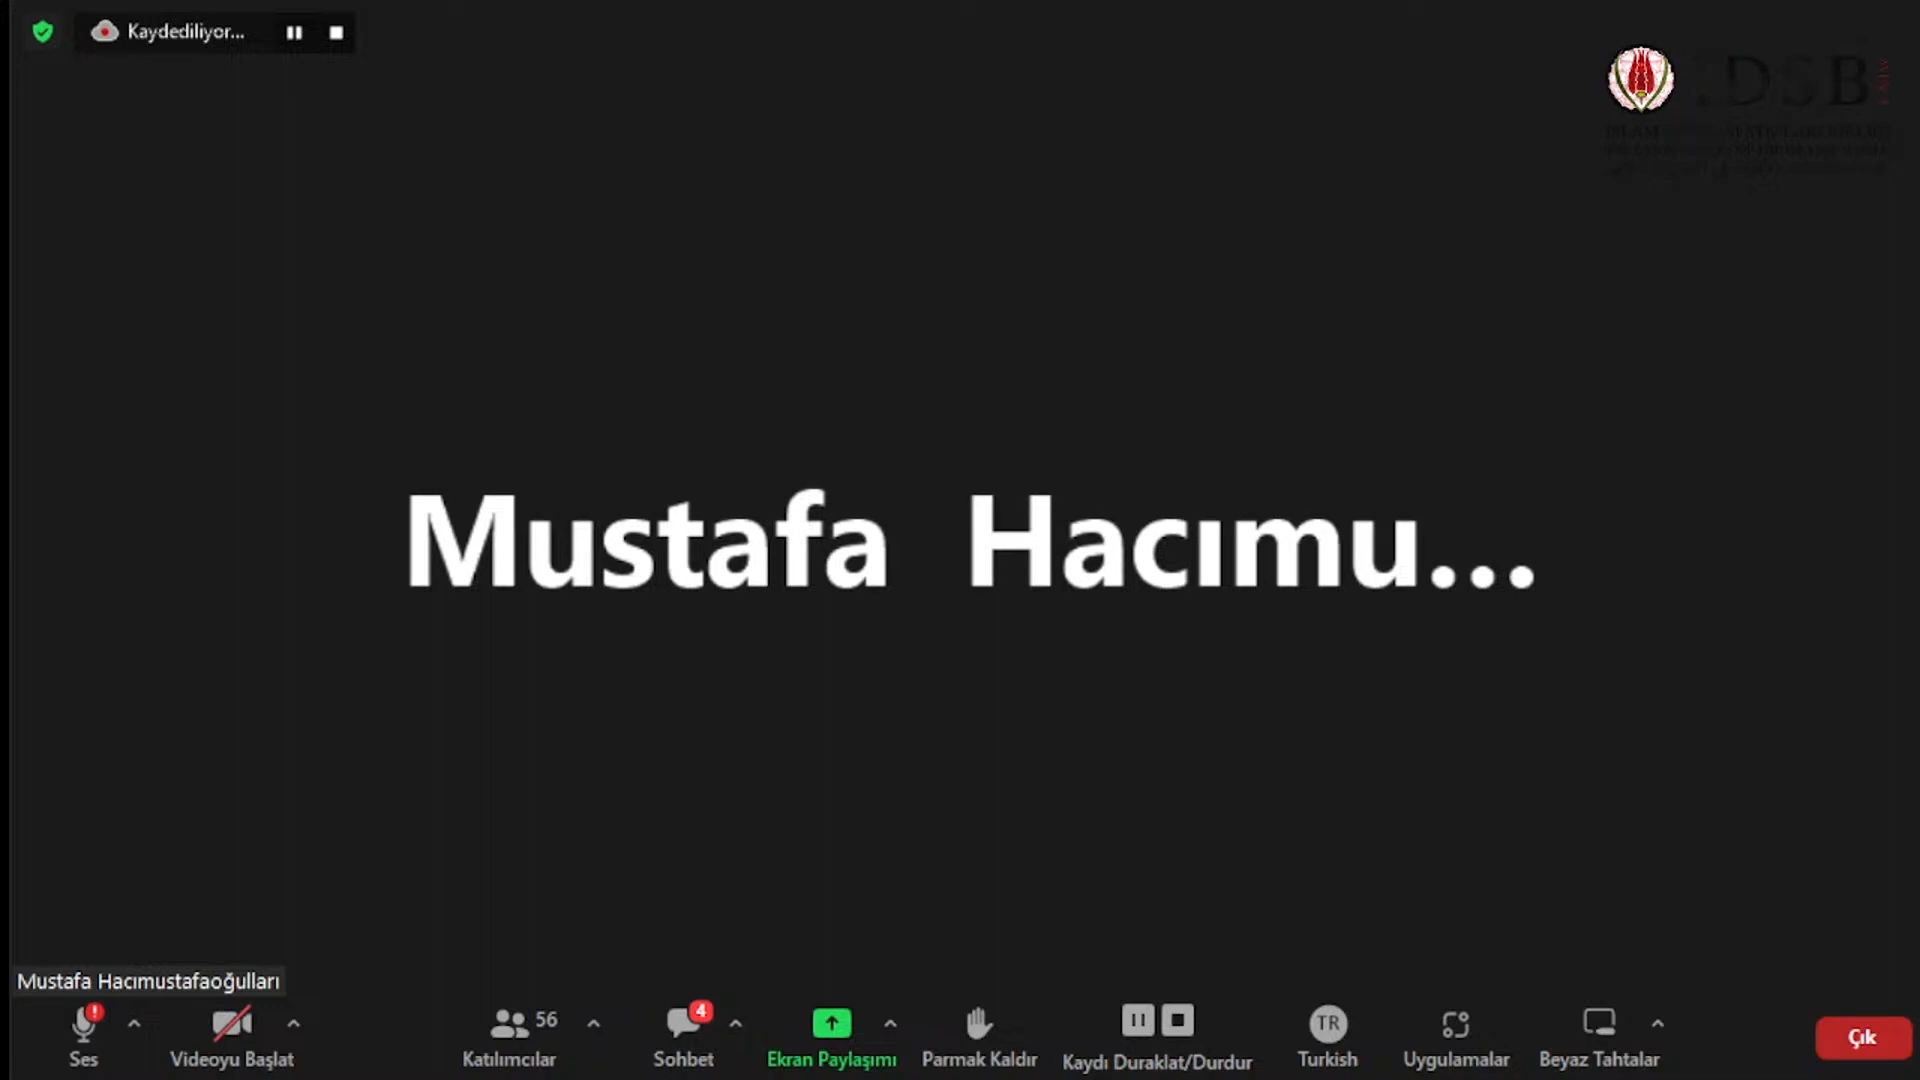 Kaydediliyor...
DSB
Mustafa Hacımu...
Mustafa Hacımustafaoğulları
56
4
Ses
Videoyu Başlat
Katılımcılar
Sohbet
Ekran Paylaşımı
Parmak Kaldır
Kaydı Duraklat/Durdur
TR
Turkish
Uygulamalar
Beyaz Tahtalar
Çık